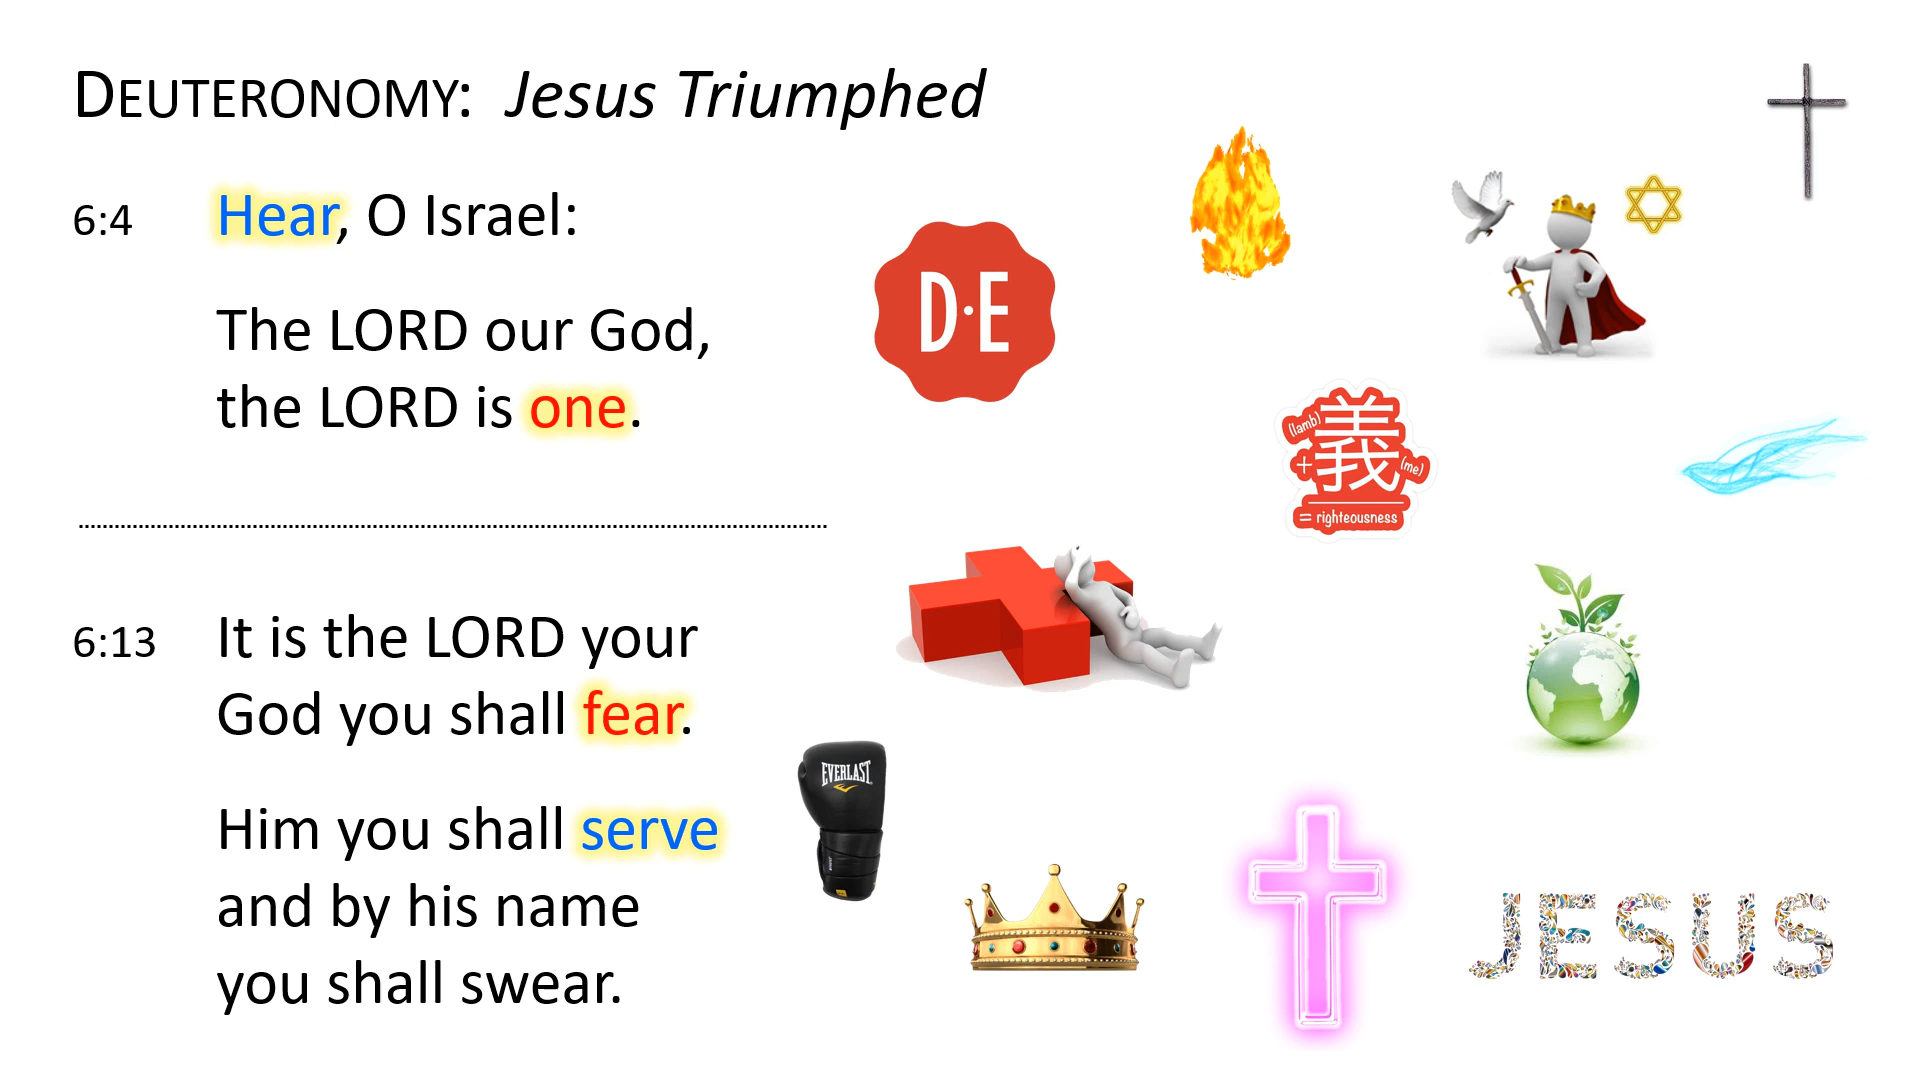 DEUTERONOMY: Jesus Triumphed
6:4 Hear, O Israel:
The LORD our God,
the LORD is one.
6:13 It is the LORD your
God you shall fear.
Him you shall serve
and by his name
you shall swear.
D·E
(lamb)
+ 義 (me)
= righteousness
EVERLAST
JESUS